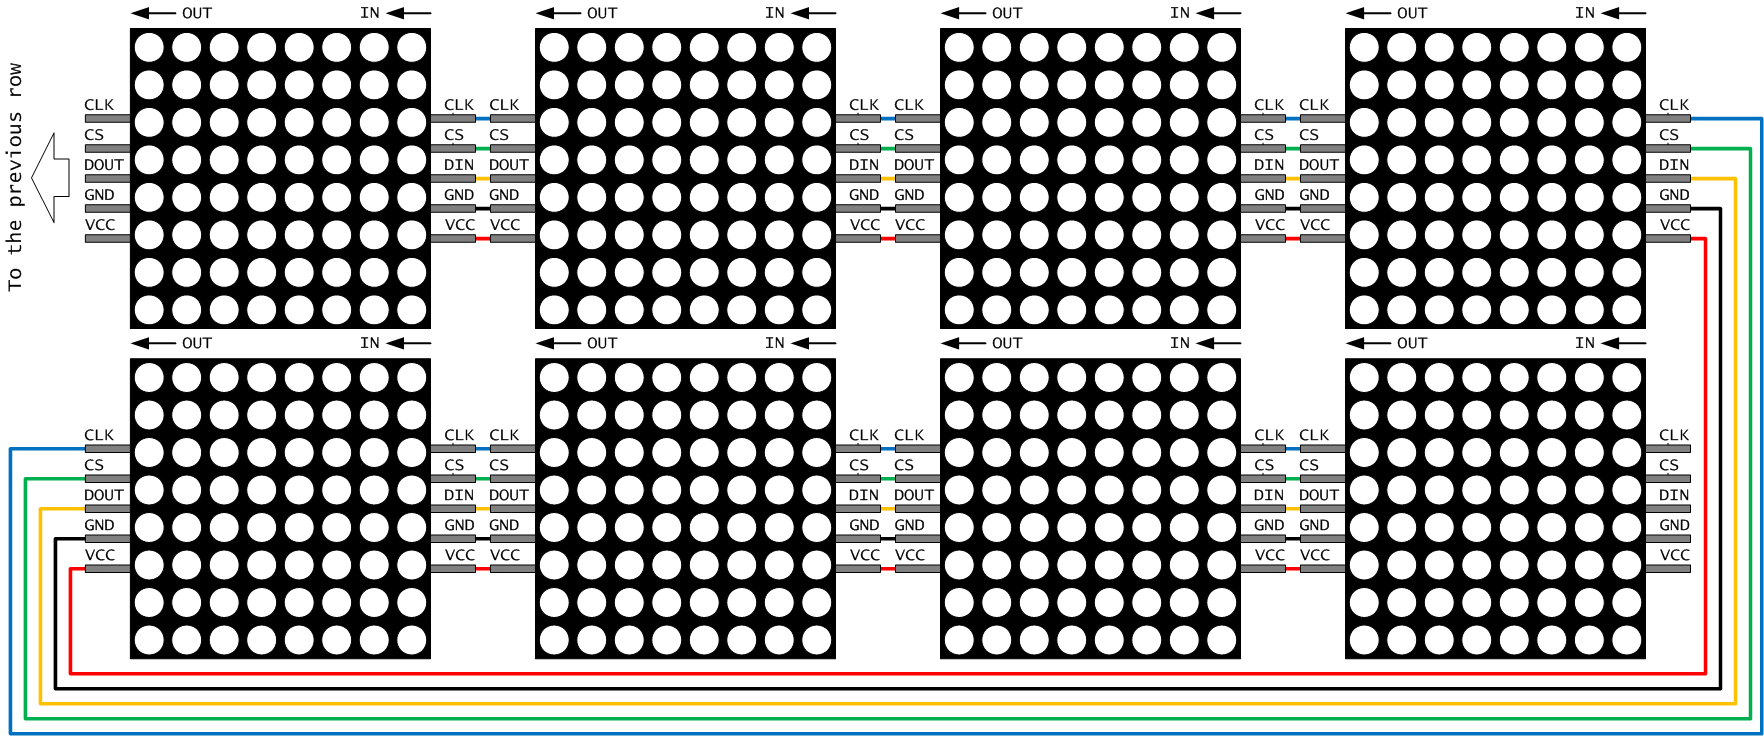 OUT IN OUT IN OUT IN OUT IN
To the previous row
CLK CLK CLK CLK CLK CLK CLK CLK
CS CS CS CS CS CS CS CS
DOUT DIN DOUT DIN DOUT DIN DOUT DIN
GND GND GND GND GND GND GND GND
VCC VCC VCC VCC VCC VCC VCC VCC
OUT IN OUT IN OUT IN OUT IN
CLK CLK CLK CLK CLK CLK CLK CLK
CS CS CS CS CS CS CS CS
DOUT DIN DOUT DIN DOUT DIN DOUT DIN
GND GND GND GND GND GND GND GND
VCC VCC VCC VCC VCC VCC VCC VCC